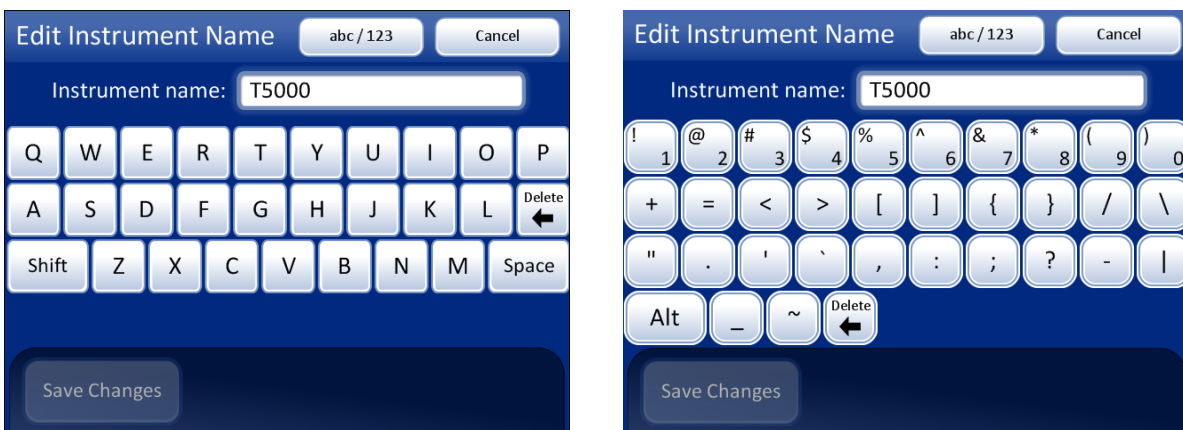 Edit Instrument Name abc / 123 Cancel
Instrument name: T5000
Q W E R T Y U I O P
A S D F G H J K L Delete
Shift Z X C V B N M Space
Save Changes
Edit Instrument Name abc / 123 Cancel
Instrument name: T5000
! 1 @ 2 # 3 $ 4 % 5 ^ 6 & 7 * 8 ( 9 ) 0
+ = < > [ ] { } / \
" . ' ` , : ; ? - |
Alt _ ~ Delete
Save Changes